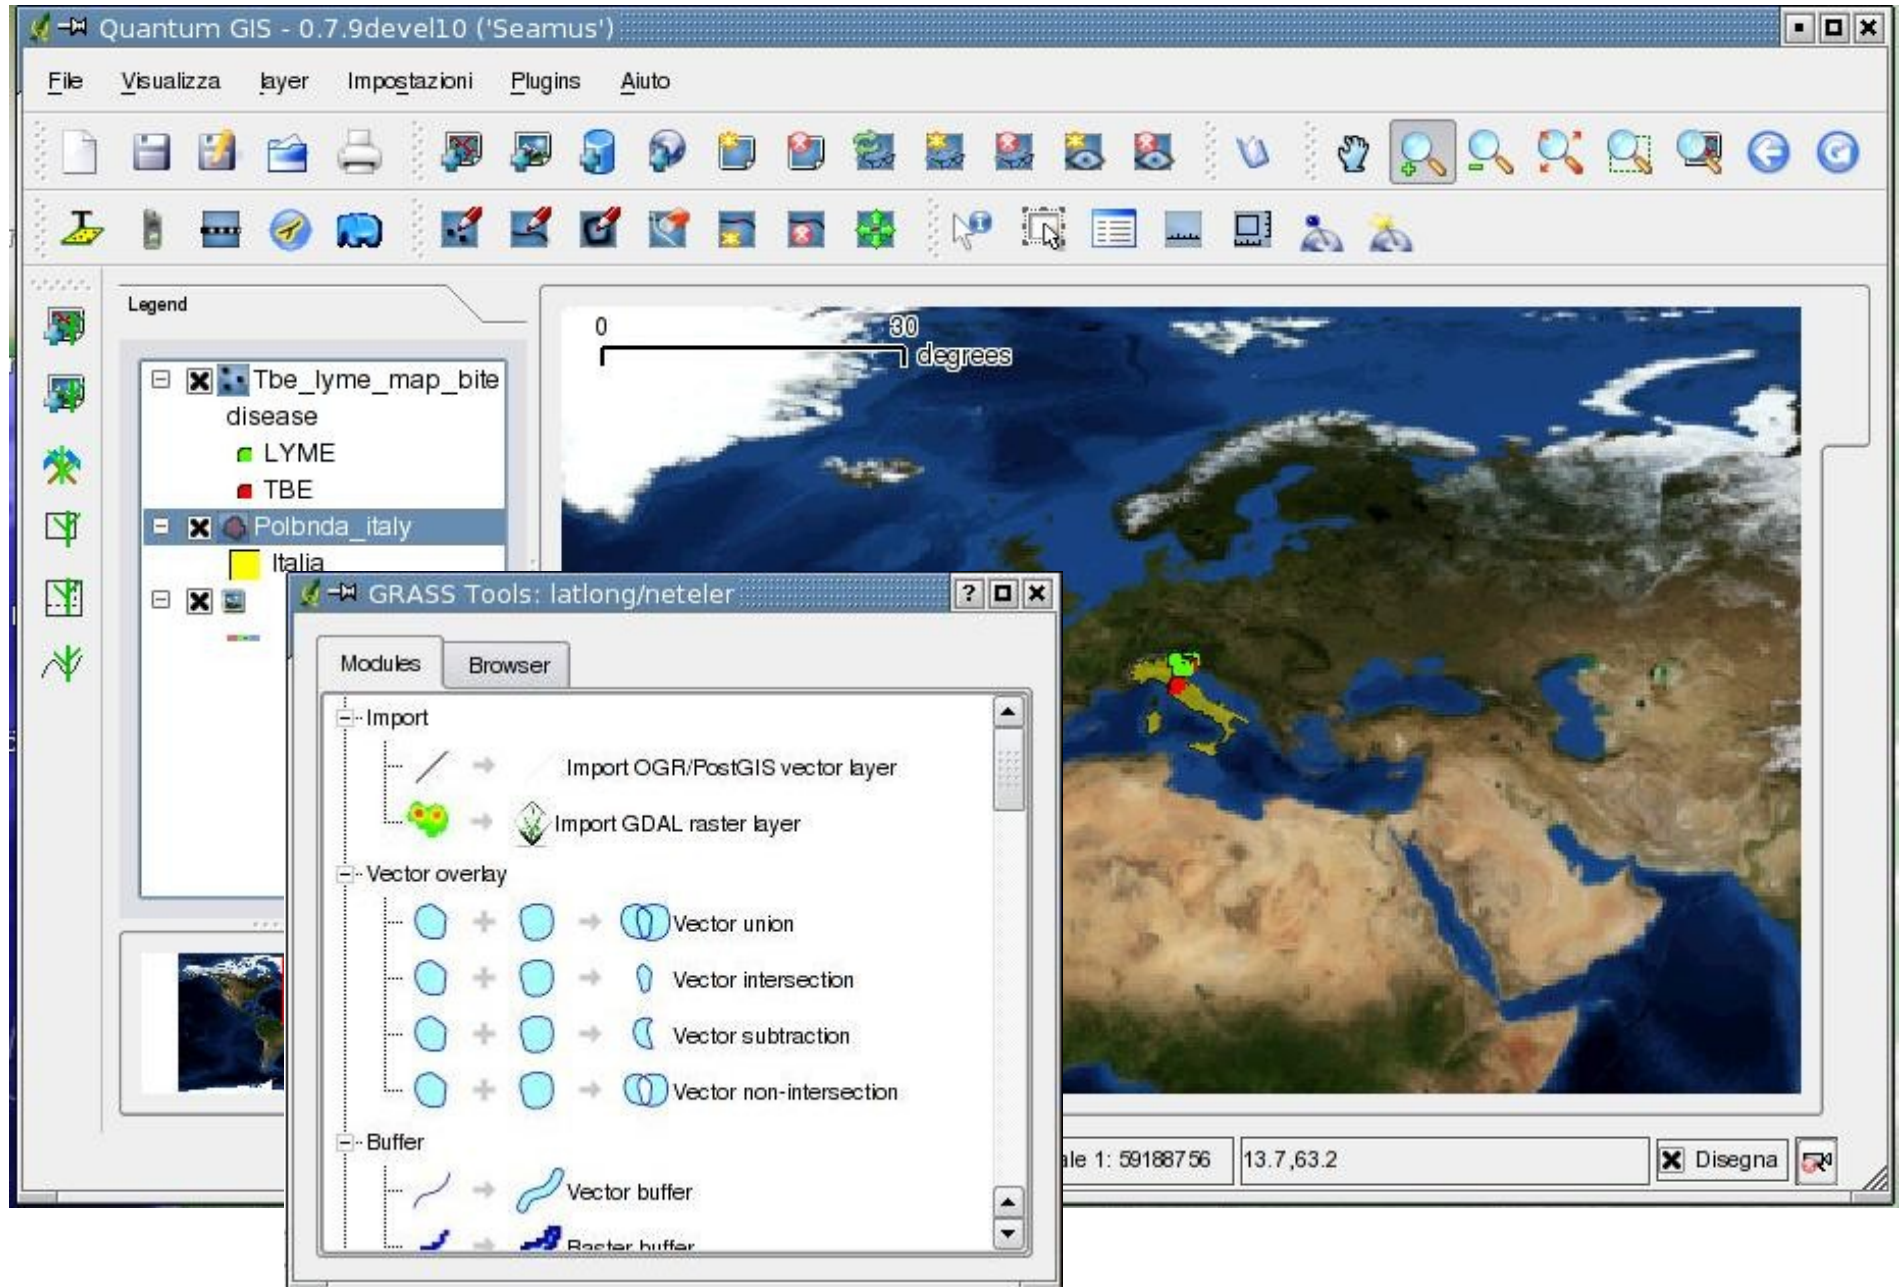 Quantum GIS - 0.7.9devel10 ('Seamus')
File Visualizza layer Impostazioni Plugins Aiuto
Legend
Tbe_lyme_map_bite
disease
LYME
TBE
Polbnda_italy
Italia
0 30
degrees
GRASS Tools: latlong/neteler
Modules Browser
Import
Import OGR/PostGIS vector layer
Import GDAL raster layer
Vector overlay
Vector union
Vector intersection
Vector subtraction
Vector non-intersection
Buffer
Vector buffer
Raster buffer
ale 1: 59188756 13.7,63.2 Disegna